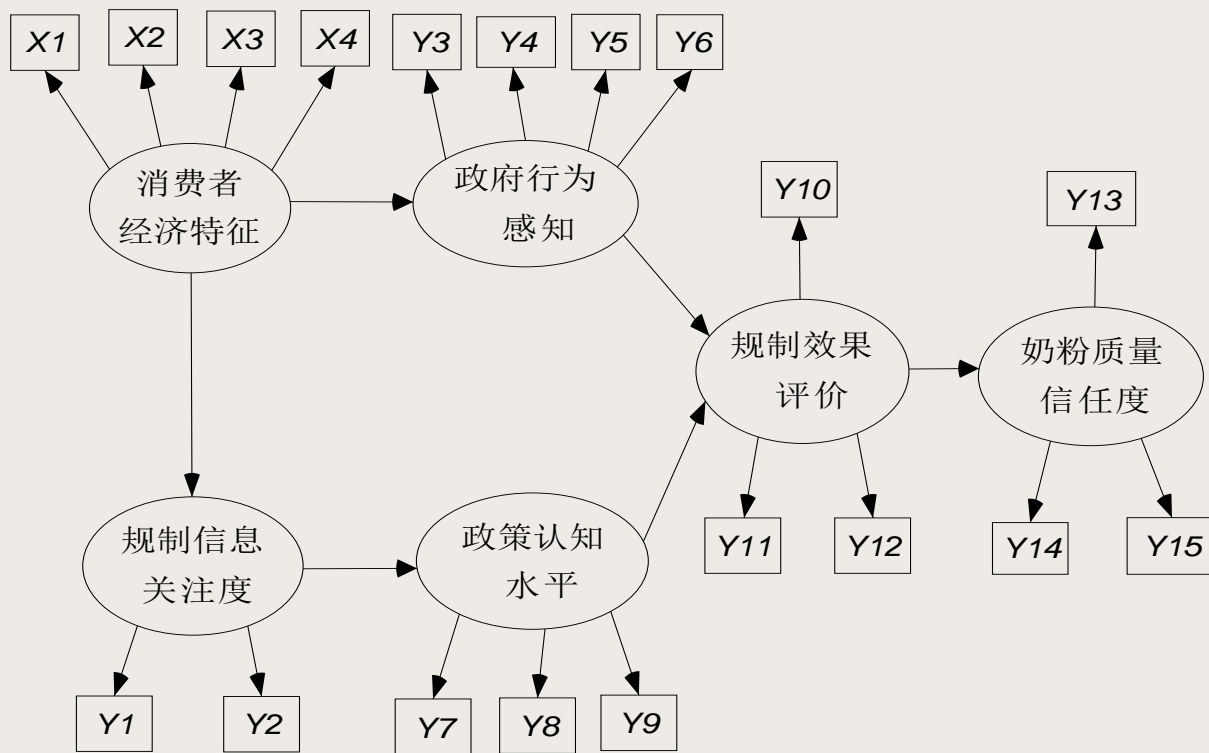 X1
X2
X3
X4
Y3
Y4
Y5
Y6
消费者
经济特征
政府行为
感知
Y10
Y13
规制效果
评价
奶粉质量
信任度
规制信息
关注度
政策认知
水平
Y11
Y12
Y14
Y15
Y1
Y2
Y7
Y8
Y9